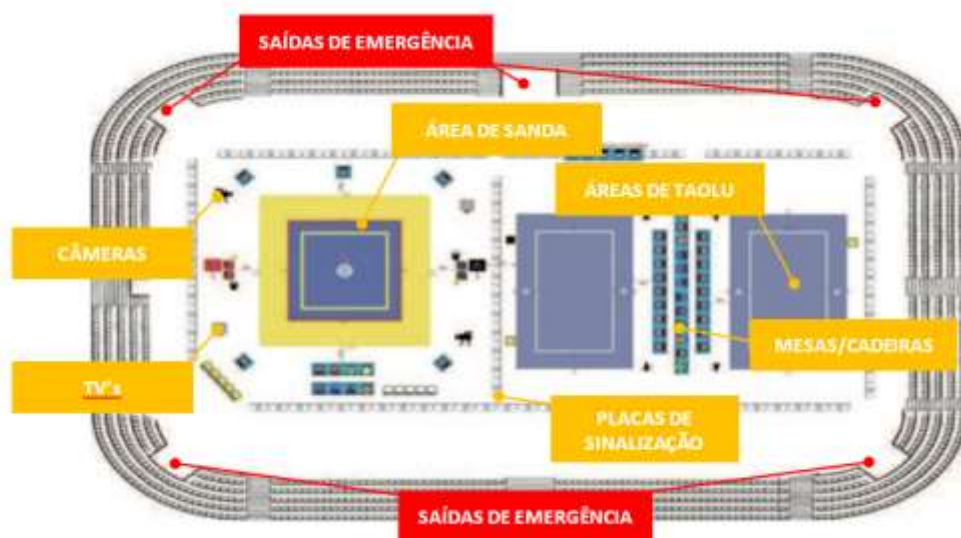 SAÍDAS DE EMERGÊNCIA
ÁREA DE SANDA
ÁREAS DE TAOLU
CÂMERAS
MESAS/CADEIRAS
TV's
PLACAS DE
SINALIZAÇÃO
SAÍDAS DE EMERGÊNCIA